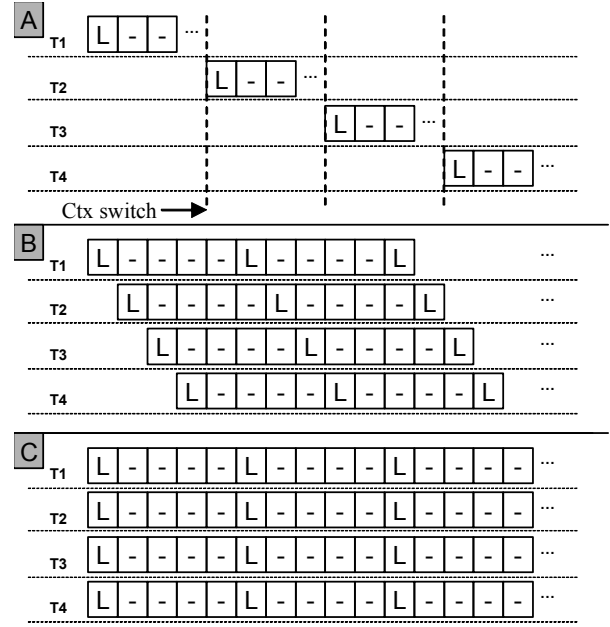 A
T1 L - - ...
T2 L - - ...
T3 L - - ...
T4 L - - ...
Ctx switch
B
T1 L - - - - L - - - - L ...
T2 L - - - - L - - - - L ...
T3 L - - - - L - - - - L ...
T4 L - - - - L - - - - L ...
C
T1 L - - - - L - - - - L - - - - ...
T2 L - - - - L - - - - L - - - - ...
T3 L - - - - L - - - - L - - - - ...
T4 L - - - - L - - - - L - - - - ...